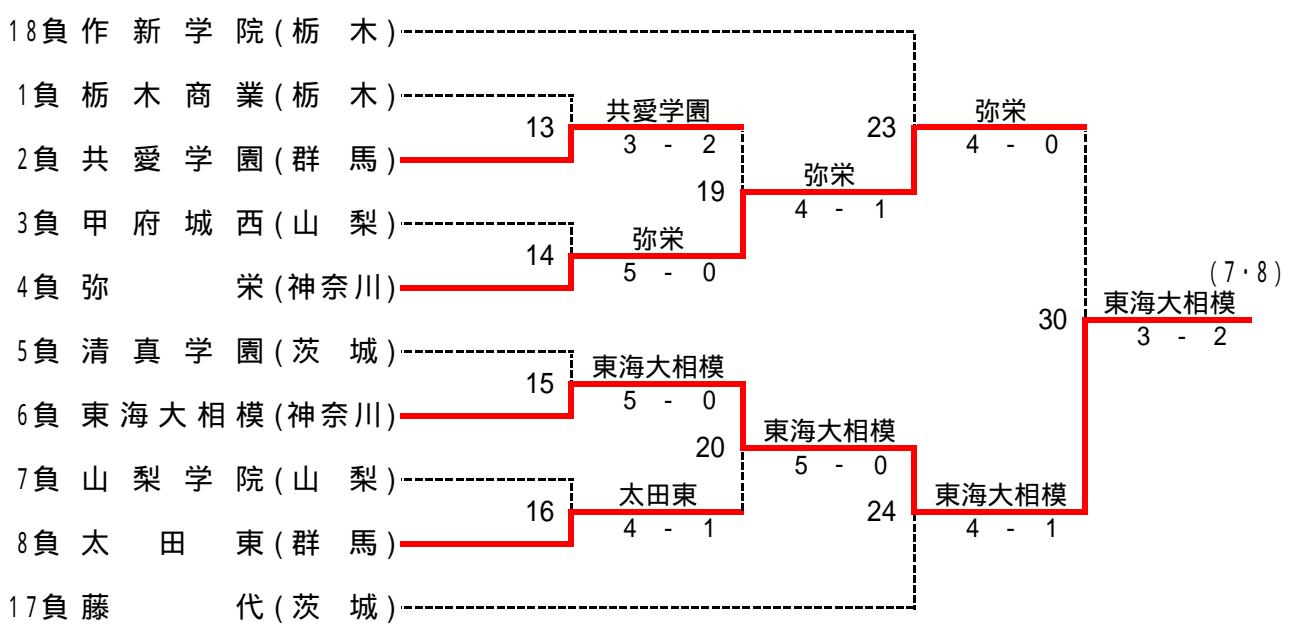 18負 作新学院(栃木)
1負 栃木商業(栃木)
共愛学園
弥栄
13
23
3 - 2
4 - 0
2負 共愛学園(群馬)
弥栄
19
4 - 1
3負 甲府城西(山梨)
弥栄
14
5 - 0
(7・8)
4負 弥栄(神奈川)
東海大相模
30
3 - 2
5負 清真学園(茨城)
東海大相模
15
5 - 0
6負 東海大相模(神奈川)
東海大相模
20
5 - 0
7負 山梨学院(山梨)
太田東
東海大相模
16
24
4 - 1
4 - 1
8負 太田東(群馬)
17負 藤代(茨城)